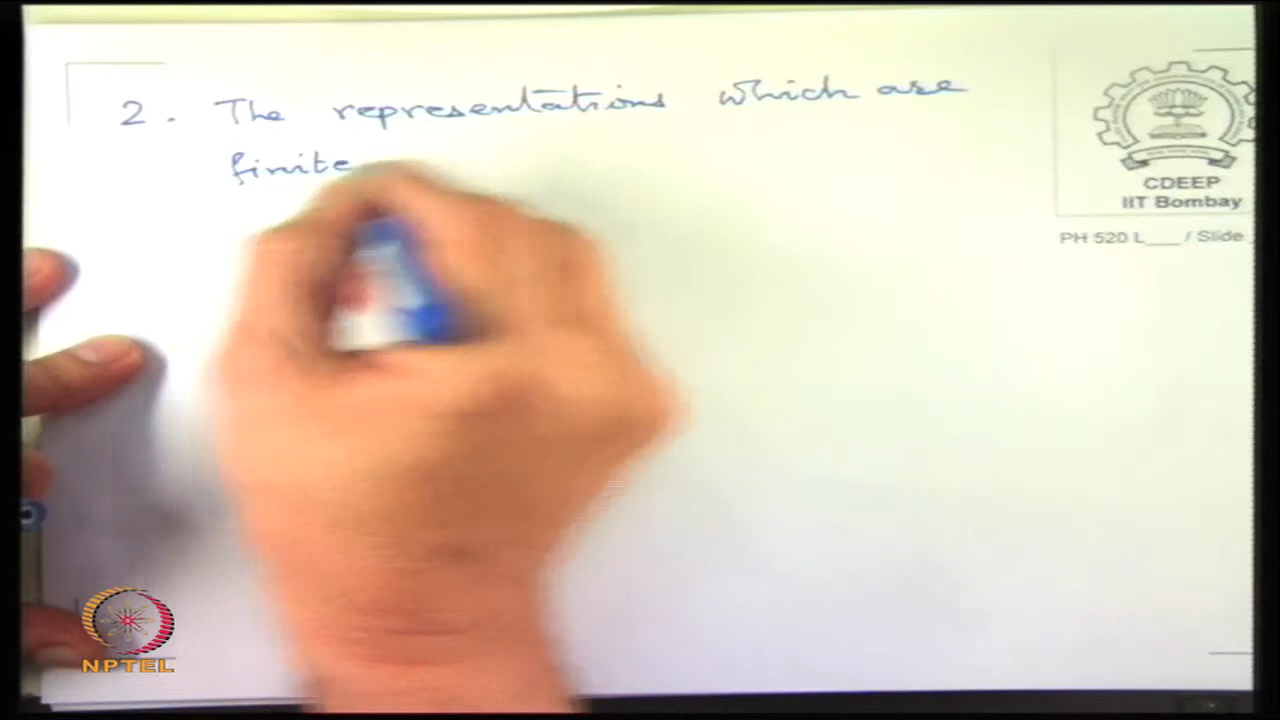 2. The representations which are
finite
CDEEP
IIT Bombay
PH 520 L___ / Slide
NPTEL